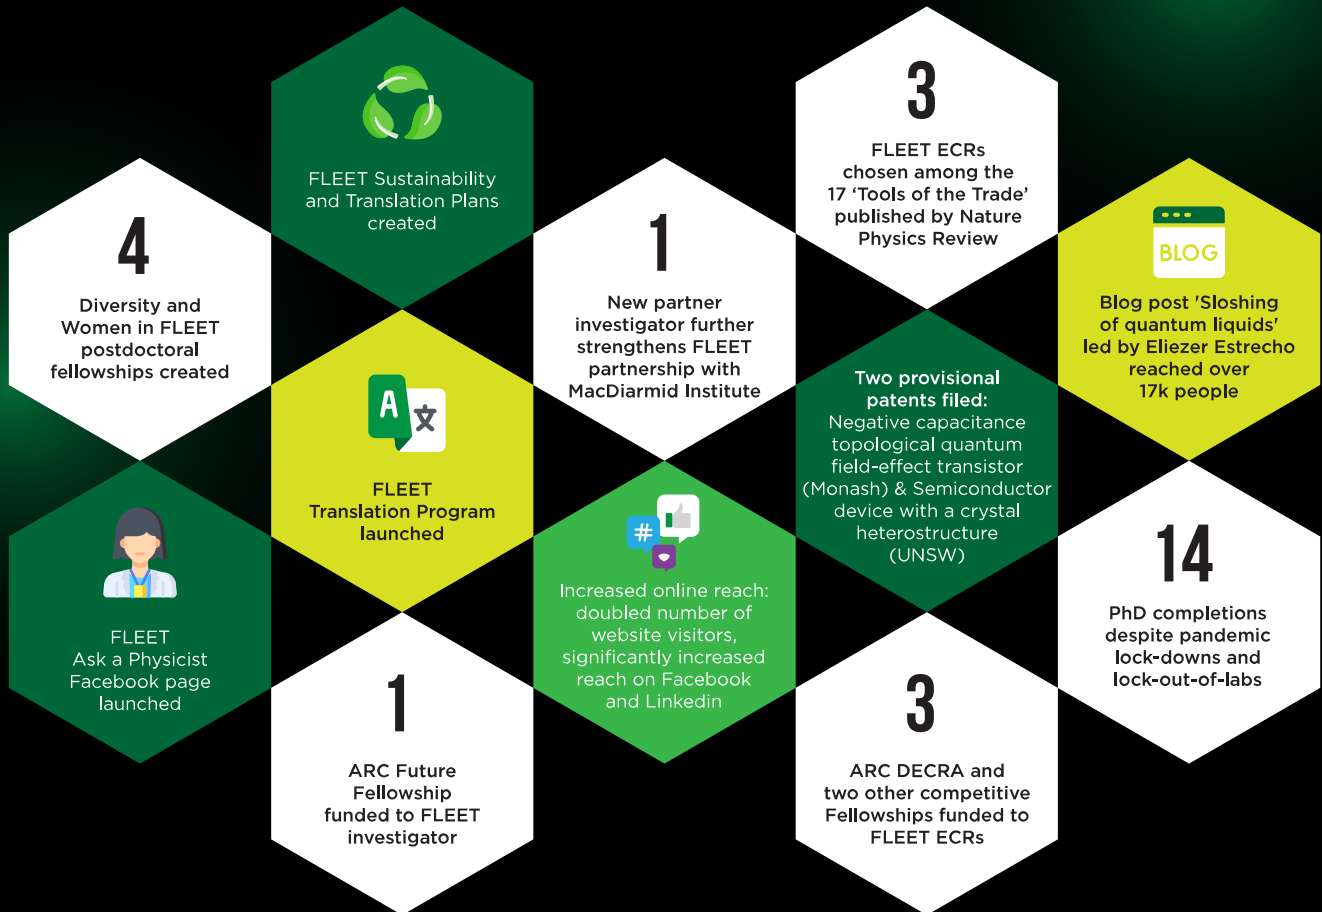 FLEET Sustainability
and Translation Plans
created
3
FLEET ECRs
chosen among the
17 ‘Tools of the Trade’
published by Nature
Physics Review
4
Diversity and
Women in FLEET
postdoctoral
fellowships created
1
New partner
investigator further
strengthens FLEET
partnership with
MacDiarmid Institute
BLOG
Blog post 'Sloshing
of quantum liquids'
led by Eliezer Estrecho
reached over
17k people
A 文
FLEET
Translation Program
launched
Two provisional
patents filed:
Negative capacitance
topological quantum
field-effect transistor
(Monash) & Semiconductor
device with a crystal
heterostructure
(UNSW)
FLEET
Ask a Physicist
Facebook page
launched
#
Increased online reach:
doubled number of
website visitors,
significantly increased
reach on Facebook
and Linkedin
14
PhD completions
despite pandemic
lock-downs and
lock-out-of-labs
1
ARC Future
Fellowship
funded to FLEET
investigator
3
ARC DECRA and
two other competitive
Fellowships funded to
FLEET ECRs